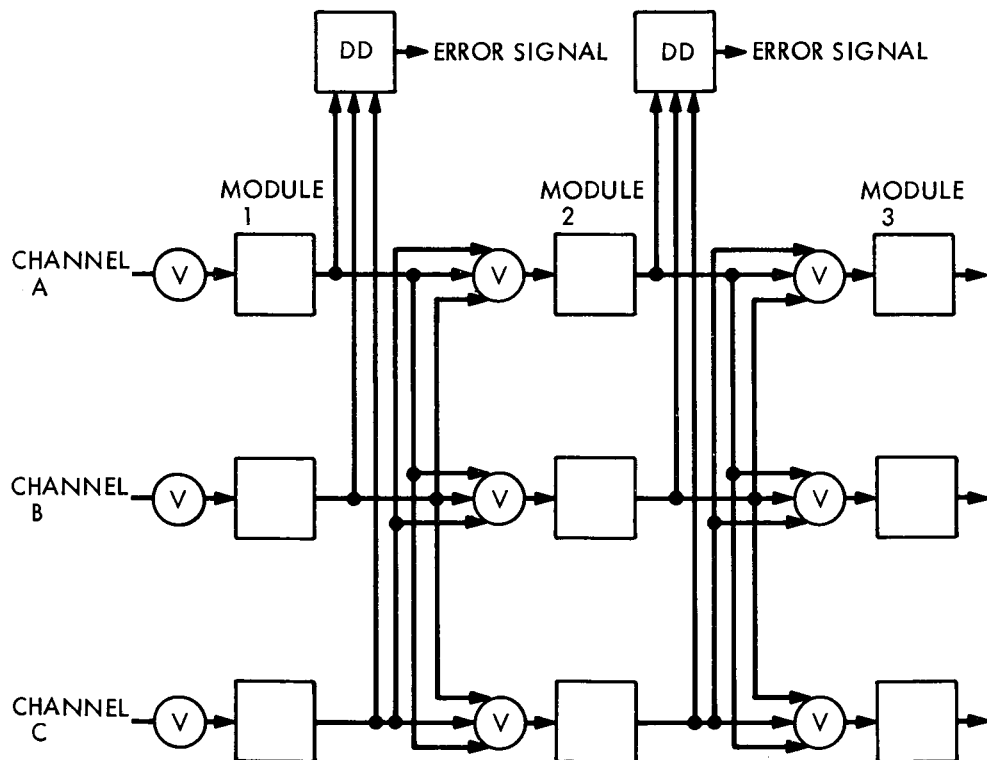 DD ERROR SIGNAL DD ERROR SIGNAL
MODULE 1 MODULE 2 MODULE 3
CHANNEL A V V V
CHANNEL B V V V
CHANNEL C V V V